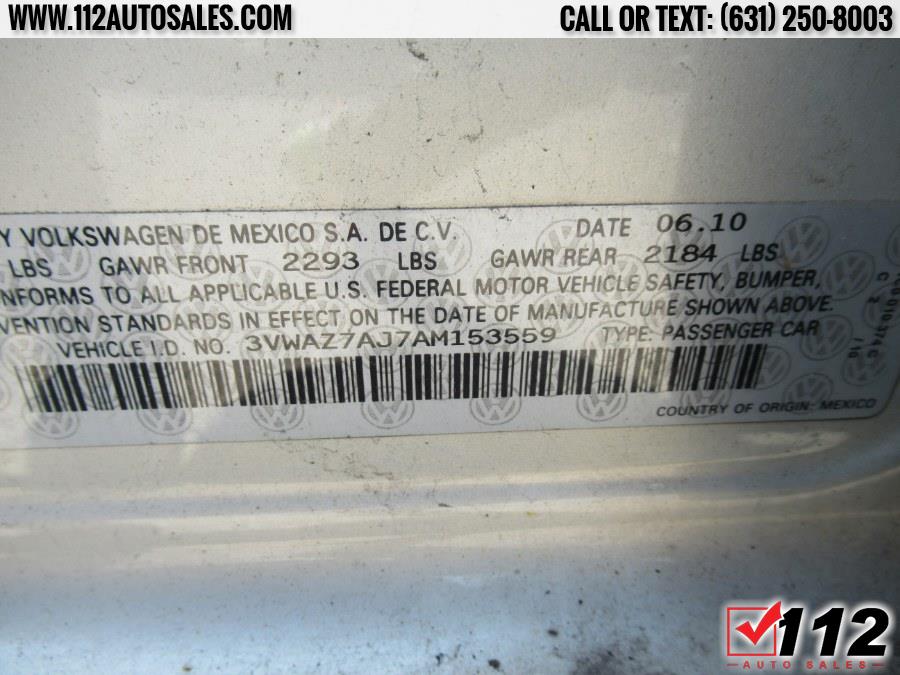 WWW.112AUTOSALES.COM CALL OR TEXT: (631) 250-8003
Y VOLKSWAGEN DE MEXICO S.A. DE C.V. DATE 06.10
LBS GAWR FRONT 2293 LBS GAWR REAR 2184 LBS
NFORMS TO ALL APPLICABLE U.S. FEDERAL MOTOR VEHICLE SAFETY, BUMPER,
VENTION STANDARDS IN EFFECT ON THE DATE OF MANUFACTURE SHOWN ABOVE.
VEHICLE I.D. NO. 3VWAZ7AJ7AM153559 TYPE: PASSENGER CAR
COUNTRY OF ORIGIN: MEXICO
112
AUTO SALES